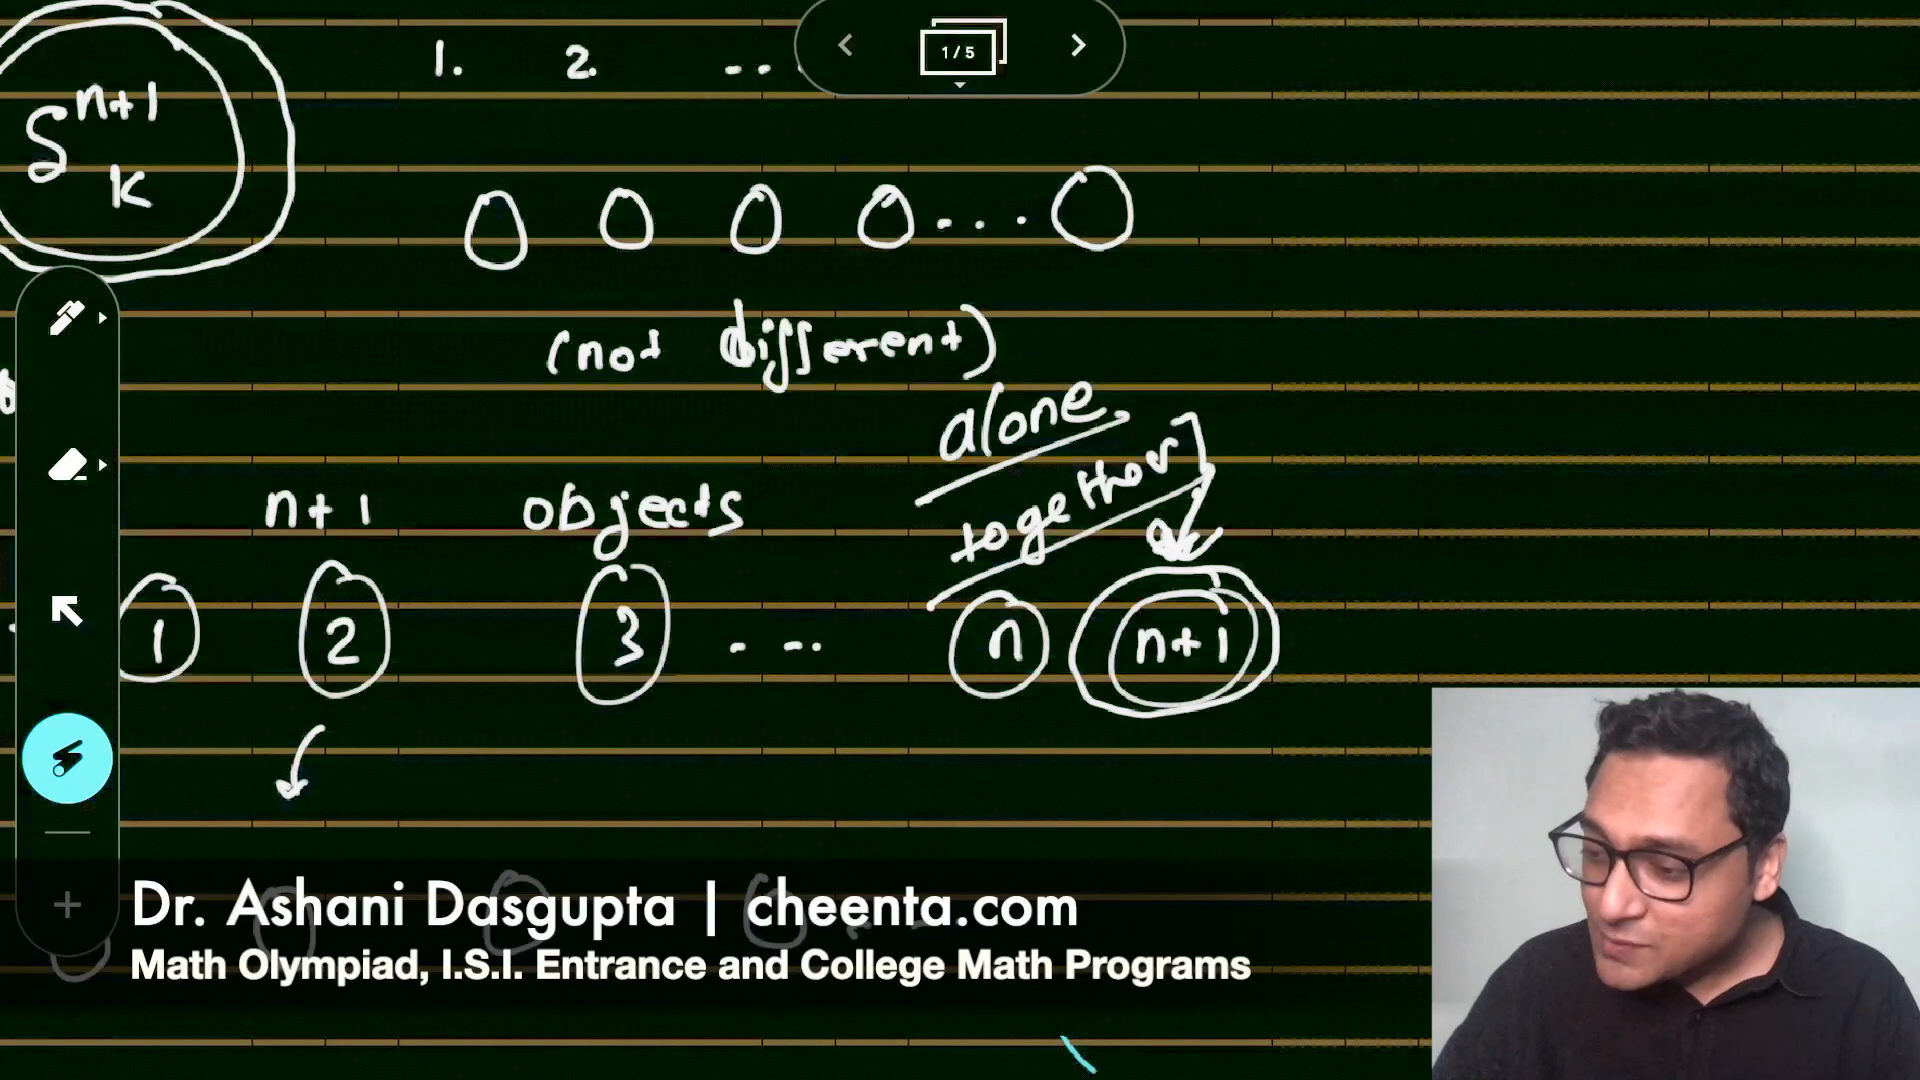 1. 2. ...
1 / 5
S n+1 k
(not different)
alone
together
n+1 objects
1 2 3 ... n n+1
Dr. Ashani Dasgupta | cheenta.com
Math Olympiad, I.S.I. Entrance and College Math Programs